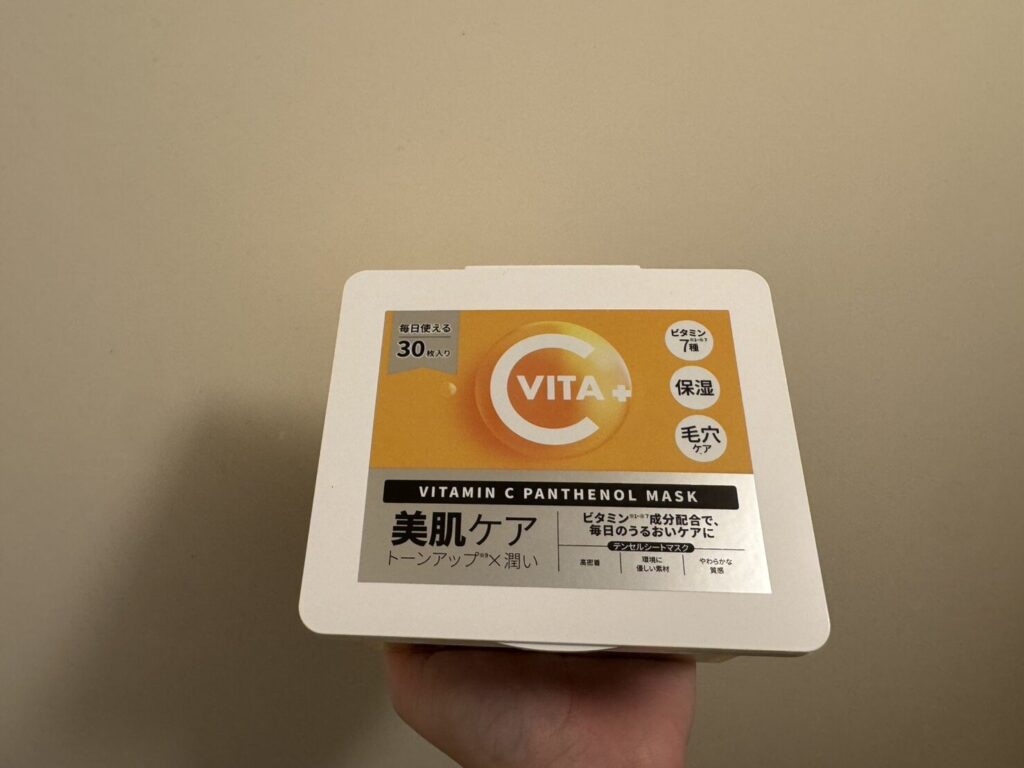 毎日使える
30枚入り
C VITA +
ビタミン
7種
保湿
毛穴
ケア
VITAMIN C PANTHENOL MASK
美肌ケア
トーンアップ×潤い
ビタミン 成分配合で、
毎日のうるおいケアに
テンセルシートマスク
高密着
環境に
優しい素材
やわらかな
質感